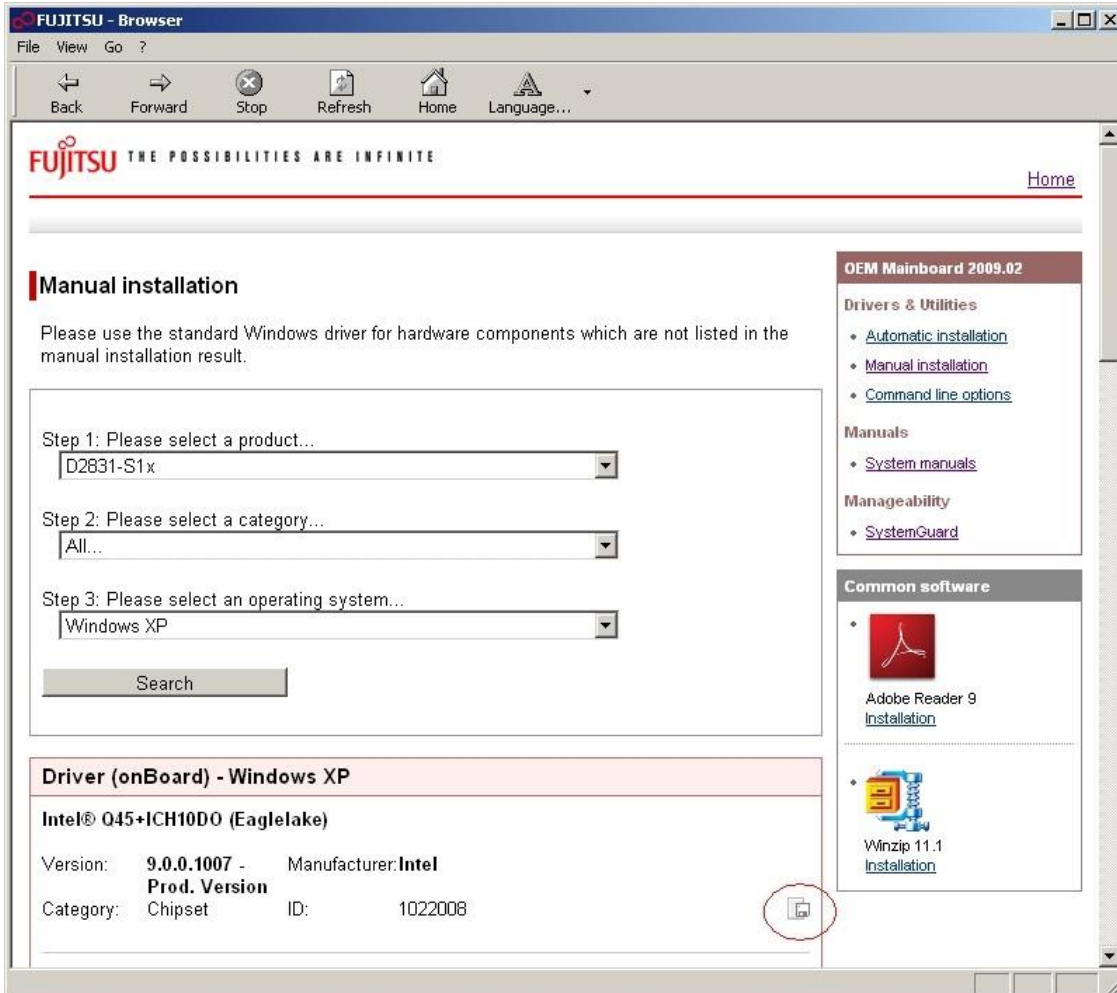 FUJITSU - Browser
File View Go ?
Back Forward Stop Refresh Home Language...
FUJITSU THE POSSIBILITIES ARE INFINITE
Home
Manual installation
Please use the standard Windows driver for hardware components which are not listed in the
manual installation result.
Step 1: Please select a product...
D2831-S1x
Step 2: Please select a category...
All...
Step 3: Please select an operating system...
Windows XP
Search
Driver (onBoard) - Windows XP
Intel® Q45+ICH10DO (Eaglelake)
Version: 9.0.0.1007 - Manufacturer: Intel
Prod. Version
Category: Chipset ID: 1022008
OEM Mainboard 2009.02
Drivers & Utilities
Automatic installation
Manual installation
Command line options
Manuals
System manuals
Manageability
SystemGuard
Common software
Adobe Reader 9
Installation
Winzip 11.1
Installation